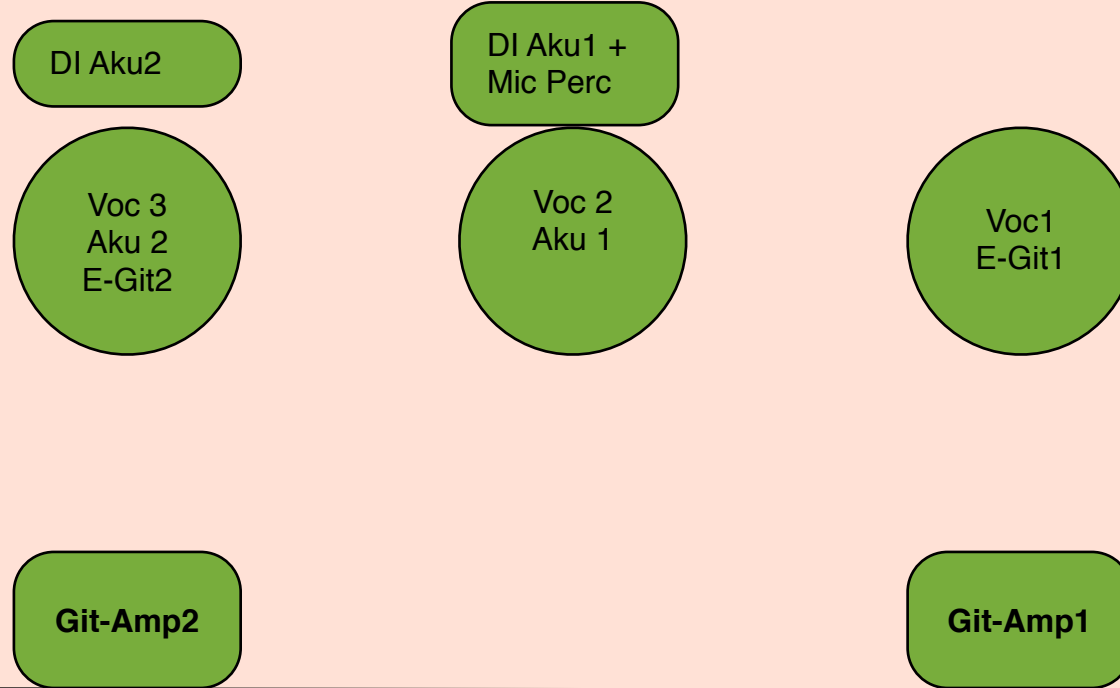 DI Aku2
DI Aku1 +
Mic Perc
Voc 3
Aku 2
E-Git2
Voc 2
Aku 1
Voc1
E-Git1
Git-Amp2
Git-Amp1